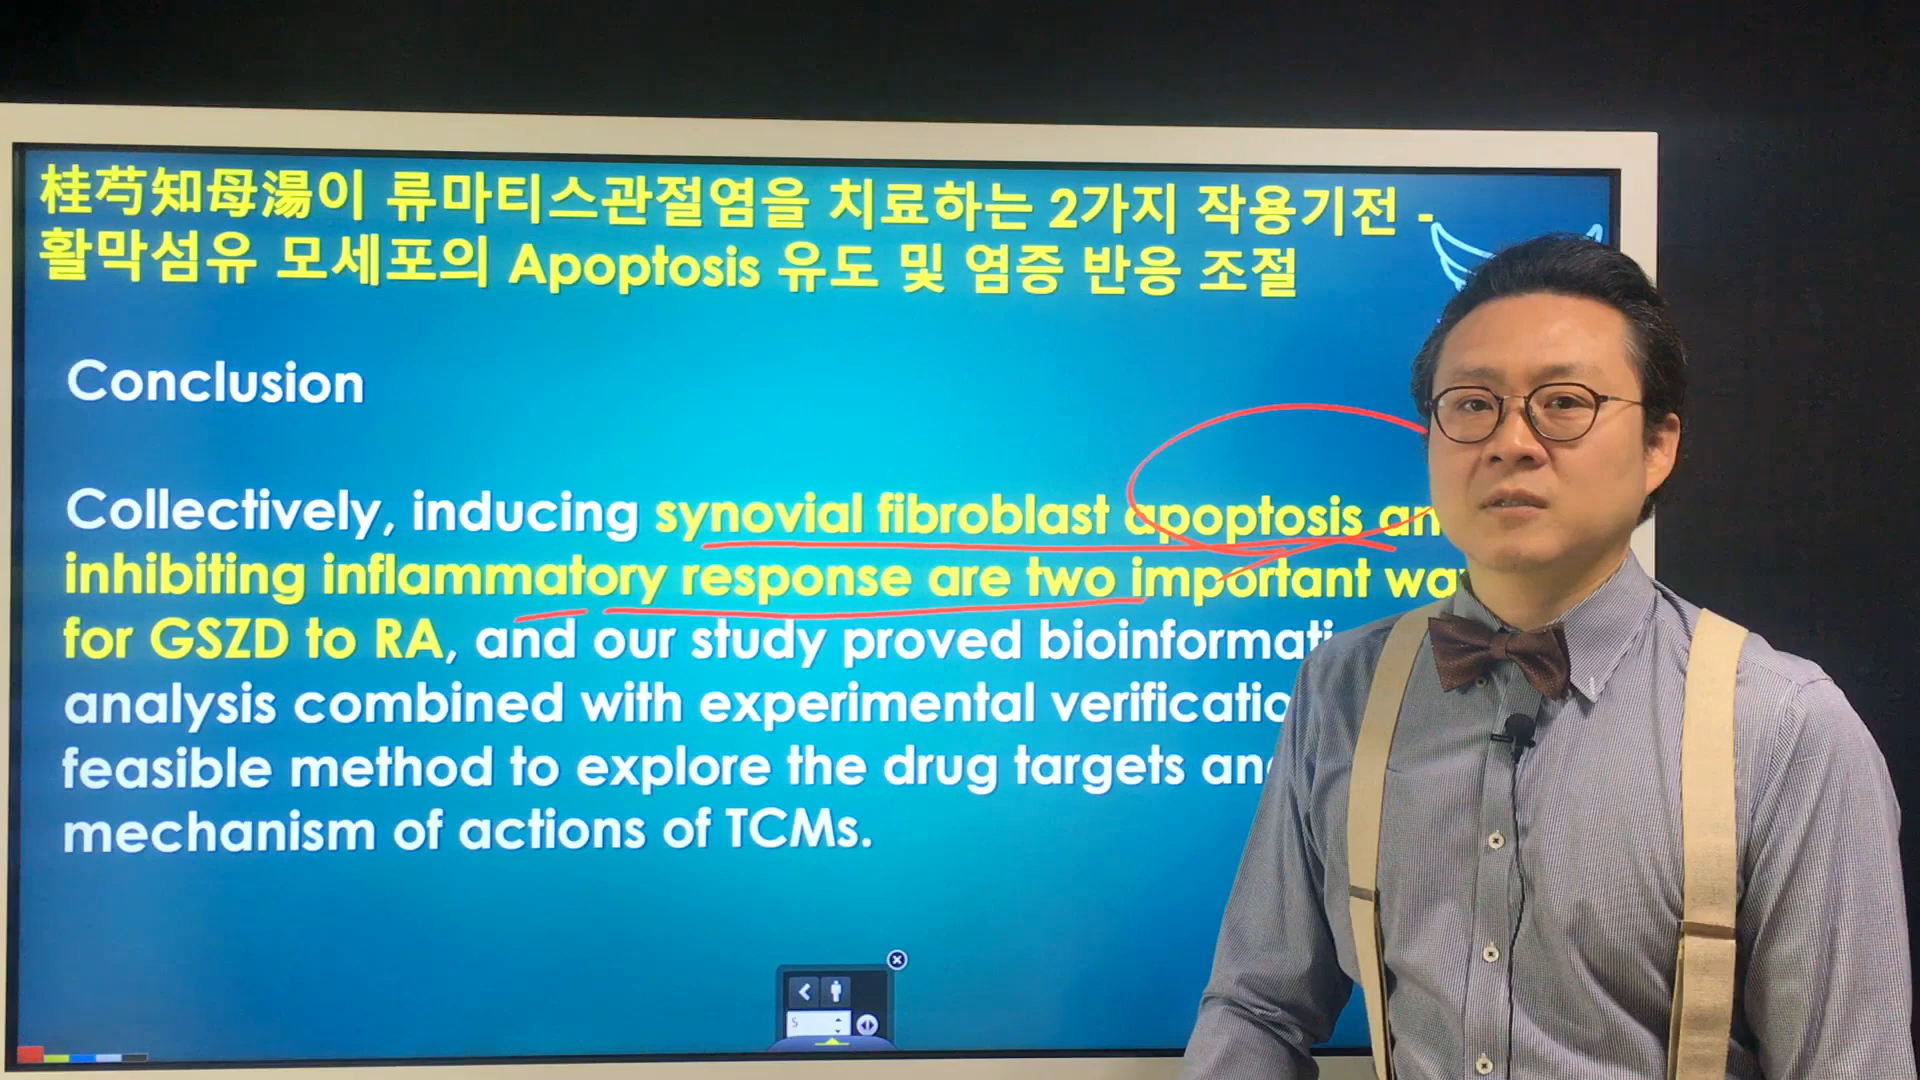 桂芍知母湯이 류마티스관절염을 치료하는 2가지 작용기전 -
활막섬유 모세포의 Apoptosis 유도 및 염증 반응 조절
Conclusion
Collectively, inducing synovial fibroblast apoptosis
inhibiting inflammatory response are two important
for GSZD to RA, and our study proved
analysis combined with experimental
feasible method to explore the drug targets
mechanism of actions of TCMs.
5